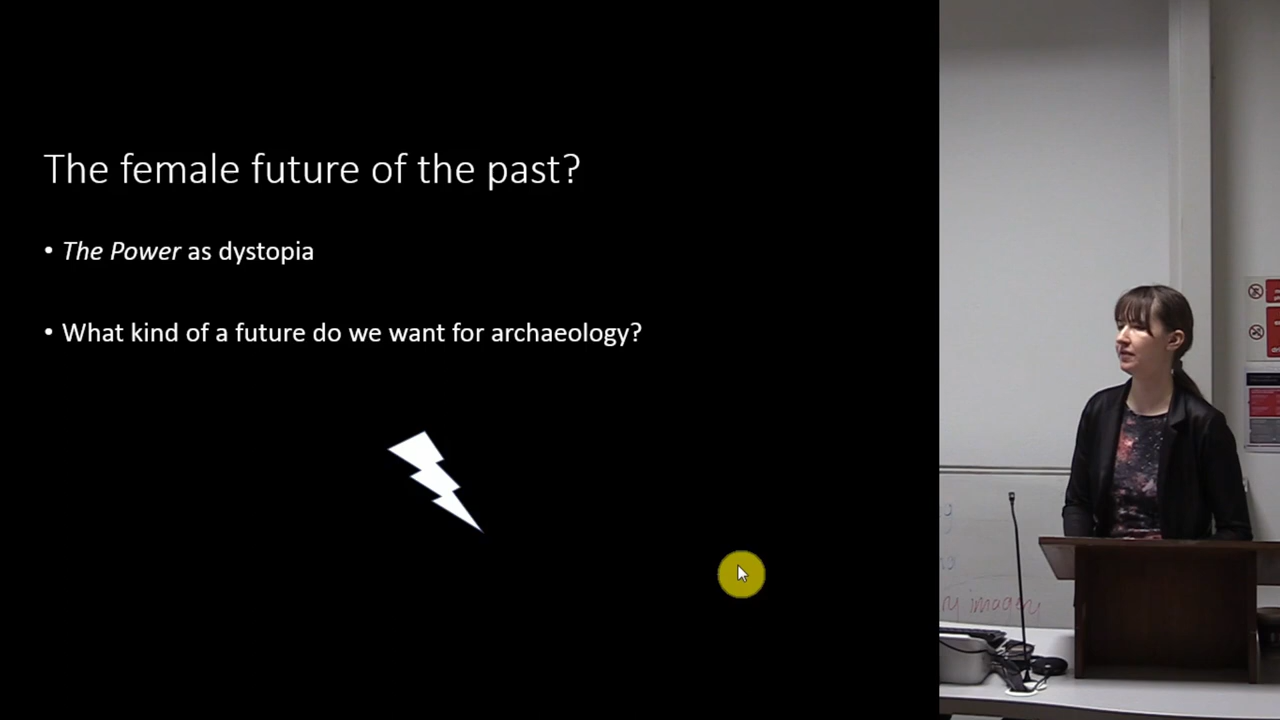 The female future of the past?
• The Power as dystopia
• What kind of a future do we want for archaeology?
imagery